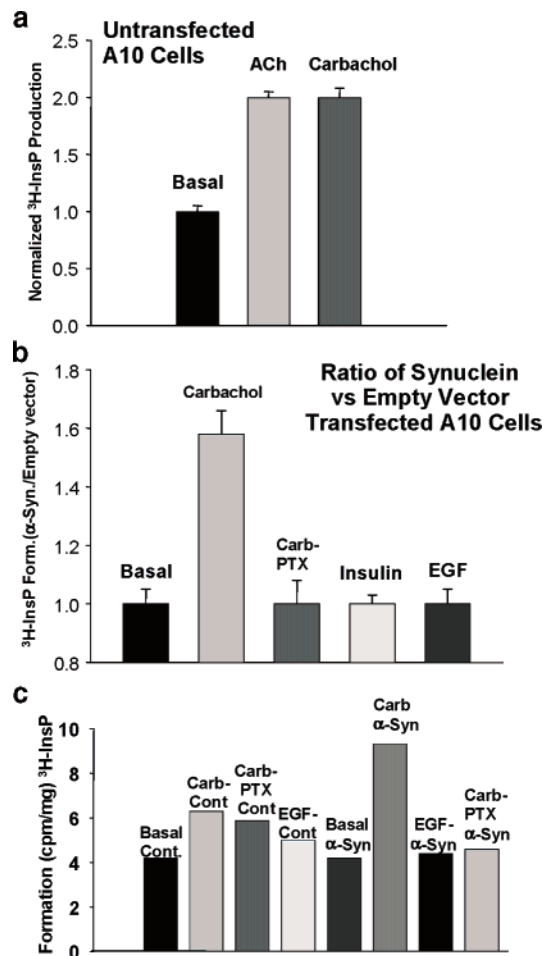 a
Untransfected
A10 Cells
Normalized ³H-InsP Production
2.5
2.0
1.5
1.0
0.5
0.0
Basal
ACh
Carbachol
b
Ratio of Synuclein
vs Empty Vector
Transfected A10 Cells
³H-InsP Form.(α-Syn./Empty vector)
1.8
1.6
1.4
1.2
1.0
0.8
Basal
Carbachol
Carb-
PTX
Insulin
EGF
c
Formation (cpm/mg) ³H-InsP
10
8
6
4
2
0
Basal
Cont.
Carb-
Cont
Carb-
PTX
Cont
EGF-
Cont
Basal
α-Syn
Carb
α-Syn
EGF-
α-Syn
Carb-
PTX
α-Syn